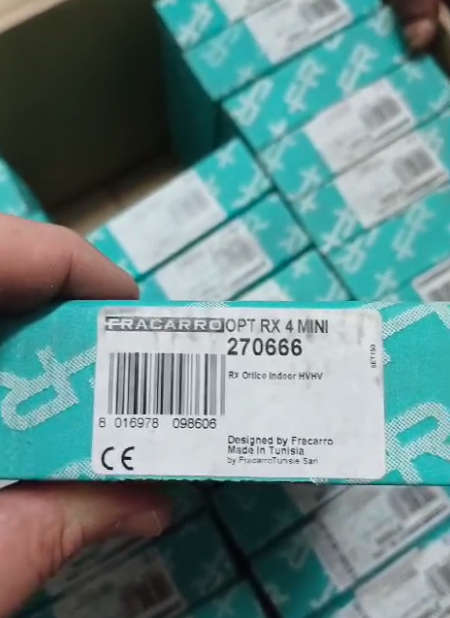 FRACARRO OPT RX 4 MINI
270666
Rx Ottico Indoor HVHV
8 016978 098606
Designed by Fracarro
Made in Tunisia
by FracarroTunisie Sarl
CE